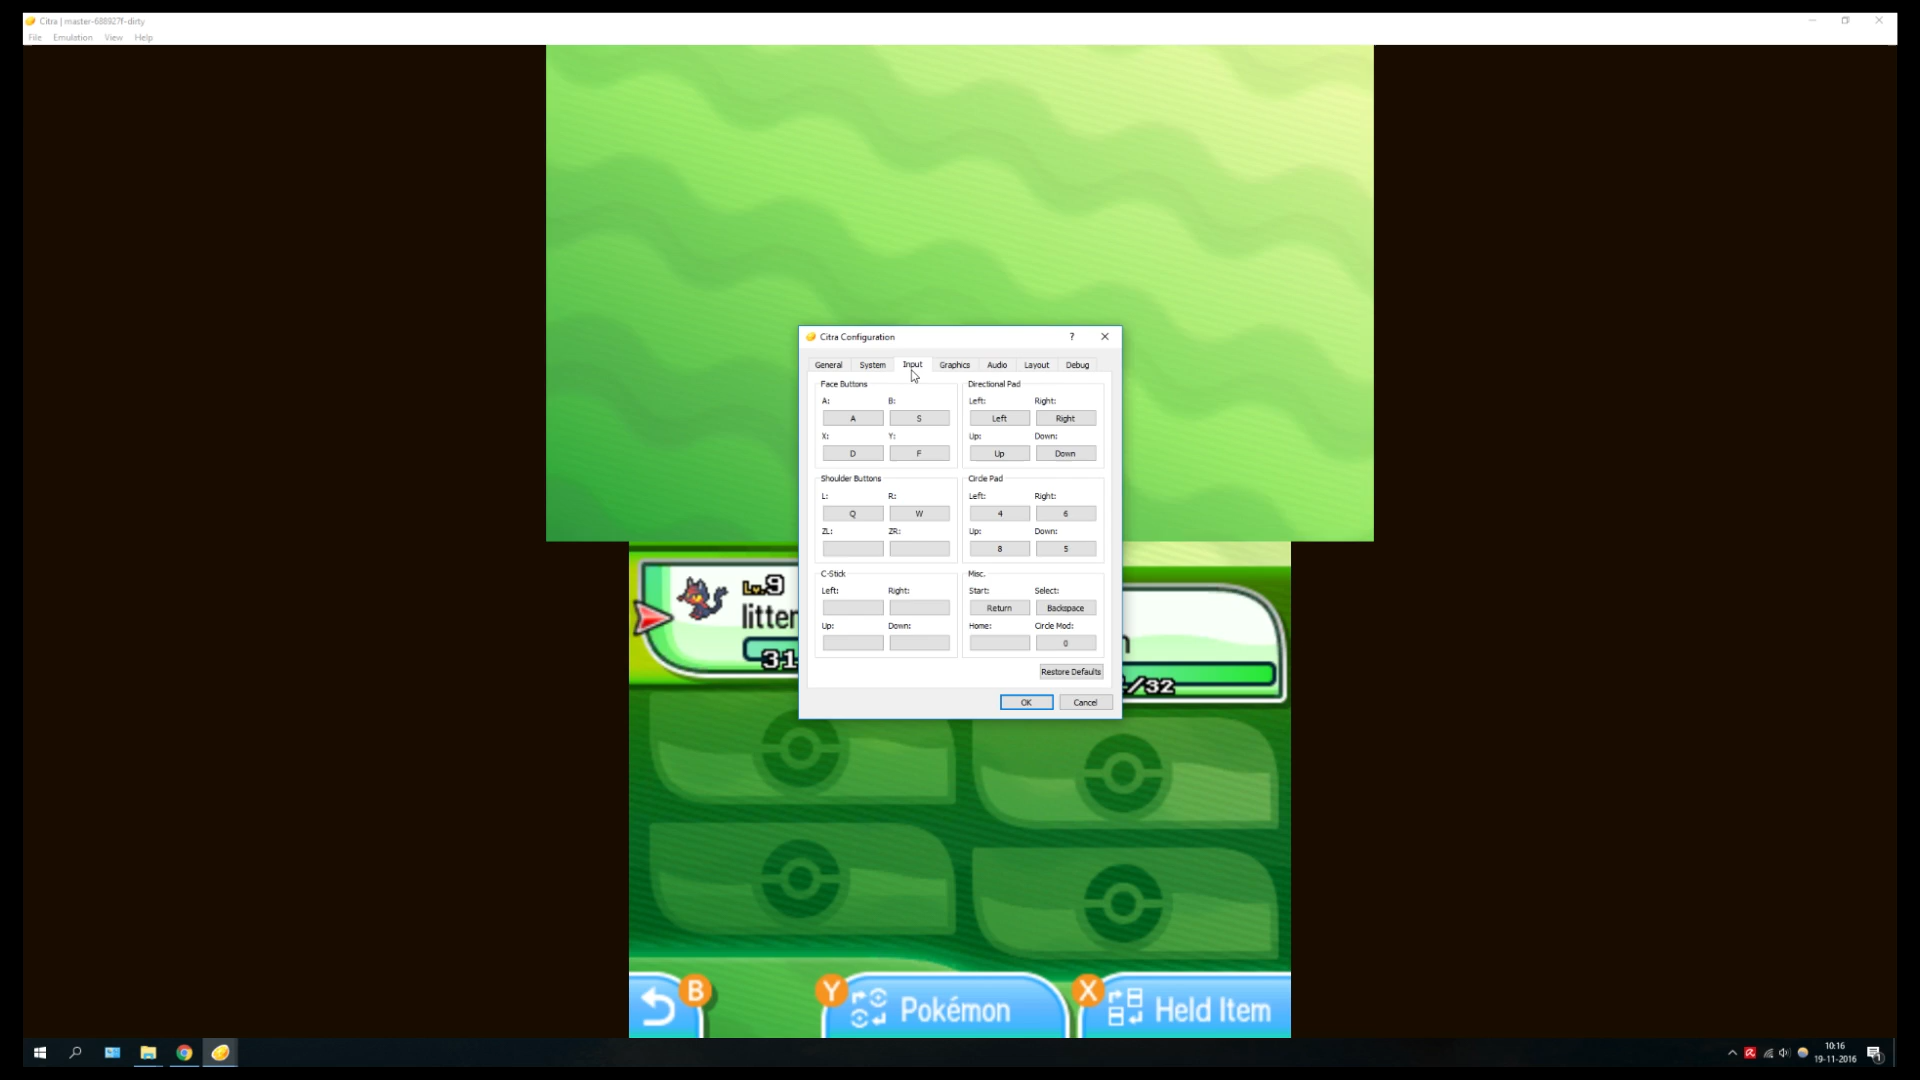 Citra | master-688927f-dirty
File Emulation View Help
Citra Configuration ?
General System Input Graphics Audio Layout Debug
Face Buttons
A: B:
A S
X: Y:
D F
Directional Pad
Left: Right:
Left Right
Up: Down:
Up Down
Shoulder Buttons
L: R:
Q W
ZL: ZR:
Circle Pad
Left: Right:
4 6
Up: Down:
8 5
C-Stick
Left: Right:
Up: Down:
Misc.
Start: Select:
Return Backspace
Home: Circle Mod:
0
Restore Defaults
OK Cancel
Lv.9
litten
31
/32
B
Y Pokémon
X Held Item
10:16
19-11-2016
1